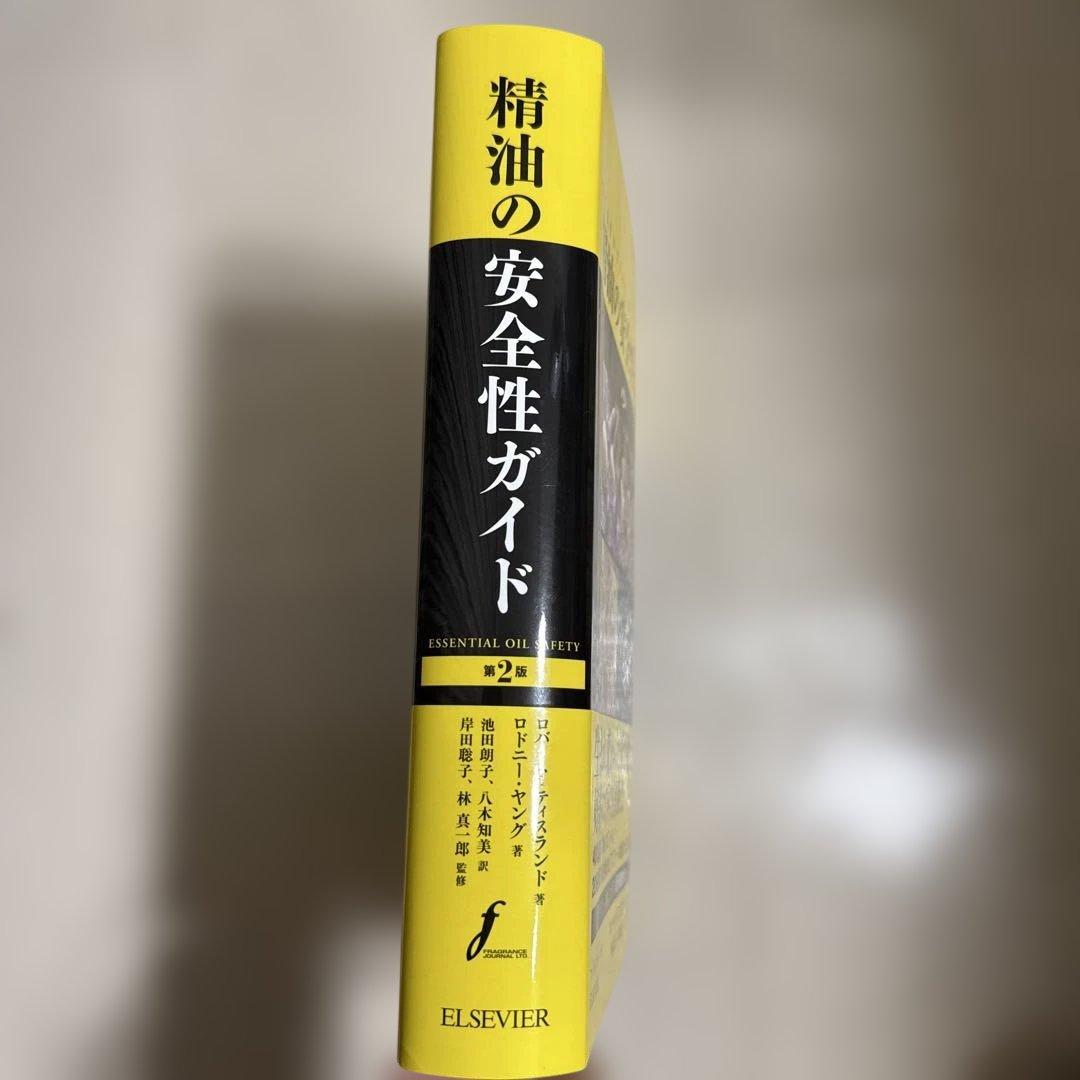 精油の安全性ガイド
ESSENTIAL OIL SAFETY
第2版
ロバート・ティスランド 著
ロドニー・ヤング 著
池田朗子、八木知美 訳
岸田聡子、林 真一郎 監修
f
FRAGRANCE
JOURNAL LTD.
ELSEVIER